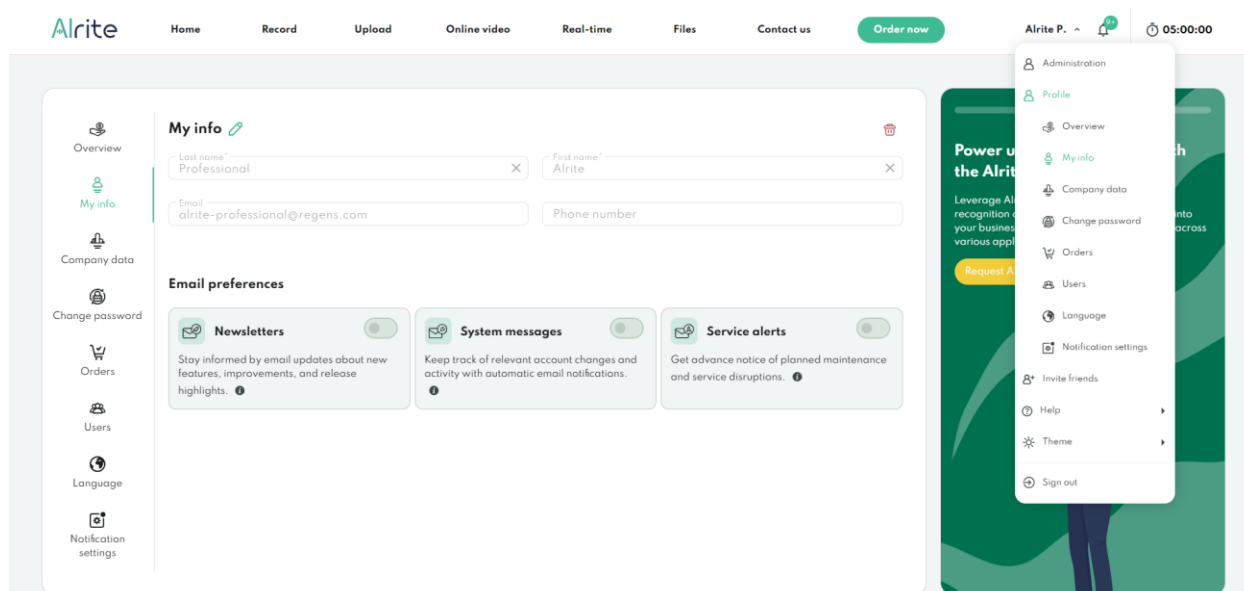 Alrite
Home
Record
Upload
Online video
Real-time
Files
Contact us
Order now
Alrite P.
9+
05:00:00
Overview
My info
Company data
Change password
Orders
Users
Language
Notification
settings
My info
Last name*
Professional
First name*
Alrite
Email
alrite-professional@regens.com
Phone number
Email preferences
Newsletters
Stay informed by email updates about new
features, improvements, and release
highlights.
System messages
Keep track of relevant account changes and
activity with automatic email notifications.
Service alerts
Get advance notice of planned maintenance
and service disruptions.
Power
the Alrit
Leverage
recognition
into
your busines
across
various appl
Request
Administration
Profile
Overview
My info
Company data
Change password
Orders
Users
Language
Notification settings
Invite friends
Help
Theme
Sign out